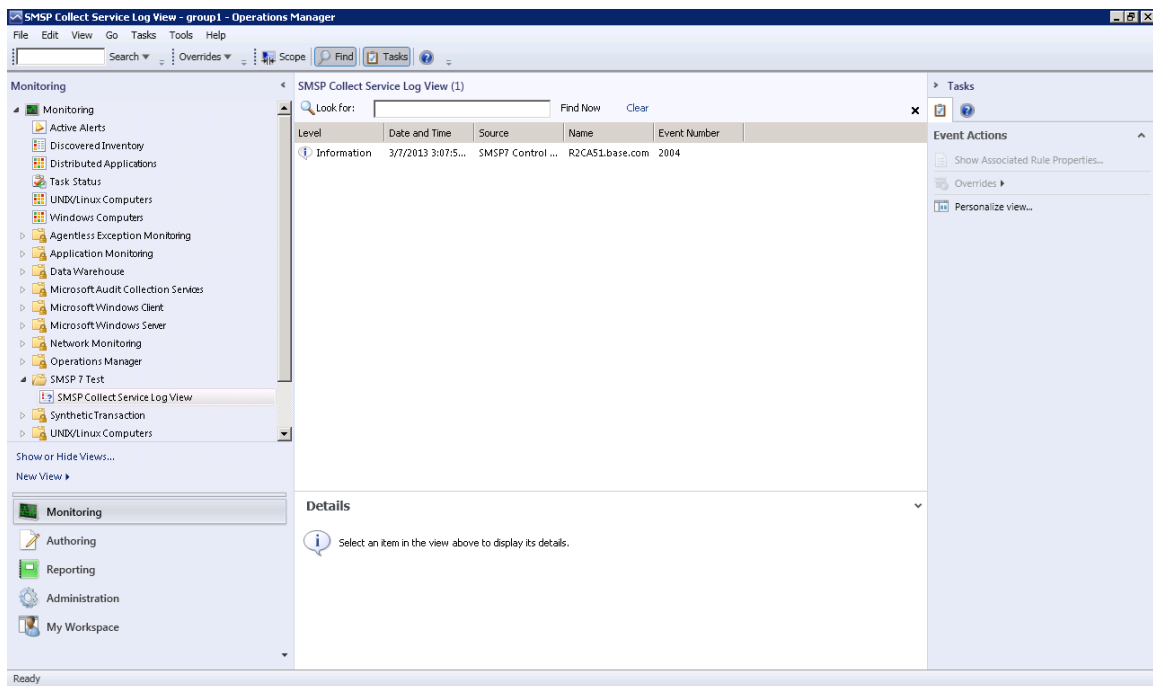 SMSP Collect Service Log View - group1 - Operations Manager
File Edit View Go Tasks Tools Help
Search Overrides Scope Find Tasks
Monitoring
Monitoring
Active Alerts
Discovered Inventory
Distributed Applications
Task Status
UNIX/Linux Computers
Windows Computers
Agentless Exception Monitoring
Application Monitoring
Data Warehouse
Microsoft Audit Collection Services
Microsoft Windows Client
Microsoft Windows Server
Network Monitoring
Operations Manager
SMSP 7 Test
SMSP Collect Service Log View
Synthetic Transaction
UNIX/Linux Computers
Show or Hide Views...
New View
Monitoring
Authoring
Reporting
Administration
My Workspace
SMSP Collect Service Log View (1)
Look for: Find Now Clear
Level Date and Time Source Name Event Number
Information 3/7/2013 3:07:5... SMSP7 Control ... R2CA51.base.com 2004
Details
Select an item in the view above to display its details.
Tasks
Event Actions
Show Associated Rule Properties...
Overrides
Personalize view...
Ready